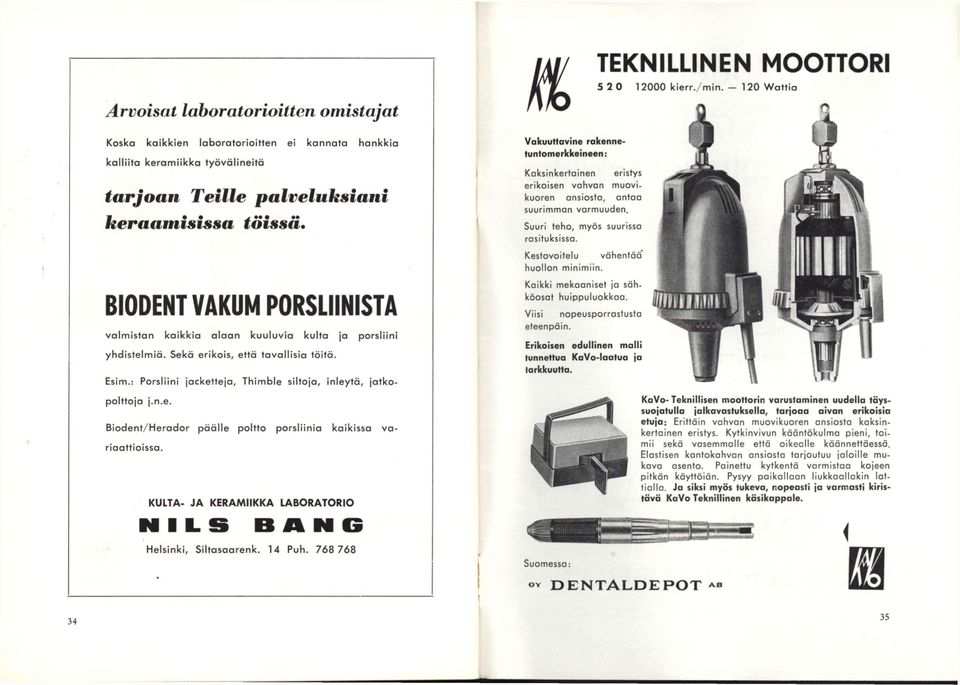 Arvoisat laboratorioitten omistajat
Koska kaikkien laboratorioitten ei kannata hankkia
kalliita keramiikka työvälineitä
tarjoan Teille palveluksiani
keraamisissa töissä.
BIODENT VAKUM PORSLIINISTA
valmistan kaikkia alaan kuuluvia kulta ja porsliini
yhdistelmiä. Sekä erikois, että tavallisia töitä.
Esim.: Porsliini jacketteja, Thimble siltoja, inleytä, jatko-
polttoja j.n.e.
Biodent/Herador päälle poltto porsliinia kaikissa va-
riaattioissa.
KULTA- JA KERAMIIKKA LABORATORIO
NILS BANG
Helsinki, Siltasaarenk. 14 Puh. 768 768
34
KaVo
TEKNILLINEN MOOTTORI
520 12000 kierr./min. — 120 Wattia
Vakuuttavine rakenne-
tuntomerkkeineen:
Kaksinkertainen eristys
erikoisen vahvan muovi-
kuoren ansiosta, antaa
suurimman varmuuden.
Suuri teho, myös suurissa
rasituksissa.
Kestovoitelu vähentää
huollon minimiin.
Kaikki mekaaniset ja säh-
köosat huippuluokkaa.
Viisi nopeusporrastusta
eteenpäin.
Erikoisen edullinen malli
tunnettua KaVo-laatua ja
tarkkuutta.
KaVo-Teknillisen moottorin varustaminen uudella täys-
suojatulla jalkavastuksella, tarjoaa aivan erikoisia
etuja: Erittäin vahvan muovikuoren ansiosta kaksin-
kertainen eristys. Kytkinvivun kääntökulma pieni, toi-
mii sekä vasemmalle että oikealle käännettäessä.
Elastisen kantokahvan ansiosta tarjoutuu jaloille mu-
kava asento. Painettu kytkentä varmistaa kojeen
pitkän käyttöiän. Pysyy paikallaan liukkaallakin lat-
tialla. Ja siksi myös tukeva, nopeasti ja varmasti kiris-
tävä KaVo Teknillinen käsikappale.
Suomessa:
OY DENTALDEPOT AB
KaVo
35